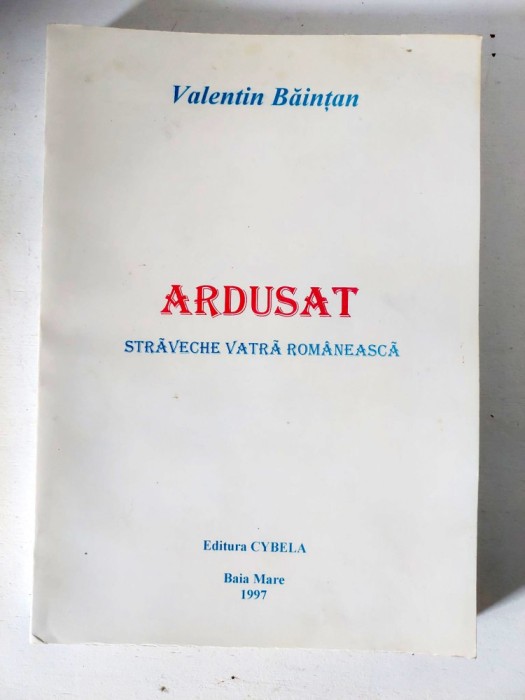 Valentin Băințan
ARDUSAT
STRĂVECHE VATRĂ ROMÂNEASCĂ
Editura CYBELA
Baia Mare
1997